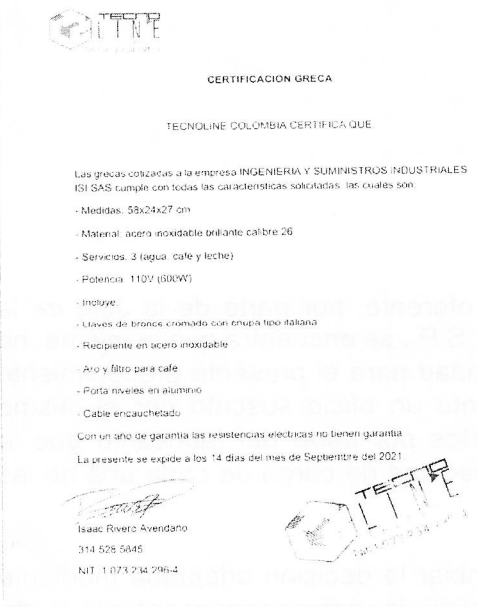 TECNO
LINE
CERTIFICACION GRECA
TECNOLINE COLOMBIA CERTIFICA QUE
Las grecas cotizadas a la empresa INGENIERIA Y SUMINISTROS INDUSTRIALES
ISI SAS cumple con todas las características solicitadas, las cuales son:
- Medidas: 58x24x27 cm
- Material: acero inoxidable brillante calibre 26
- Servicios: 3 (agua, café y leche)
- Potencia: 110V (600W)
- Incluye:
- Llaves de bronce cromado con chupa tipo italiana
- Recipiente en acero inoxidable
- Aro y filtro para café
- Porta niveles en aluminio
- Cable encauchetado
Con un año de garantía las resistencias eléctricas no tienen garantía
La presente se expide a los 14 días del mes de Septiembre del 2021
Isaac Rivero Avendaño
314 528 5845
NIT. 1.073.234.296-4
TECNO
LINE